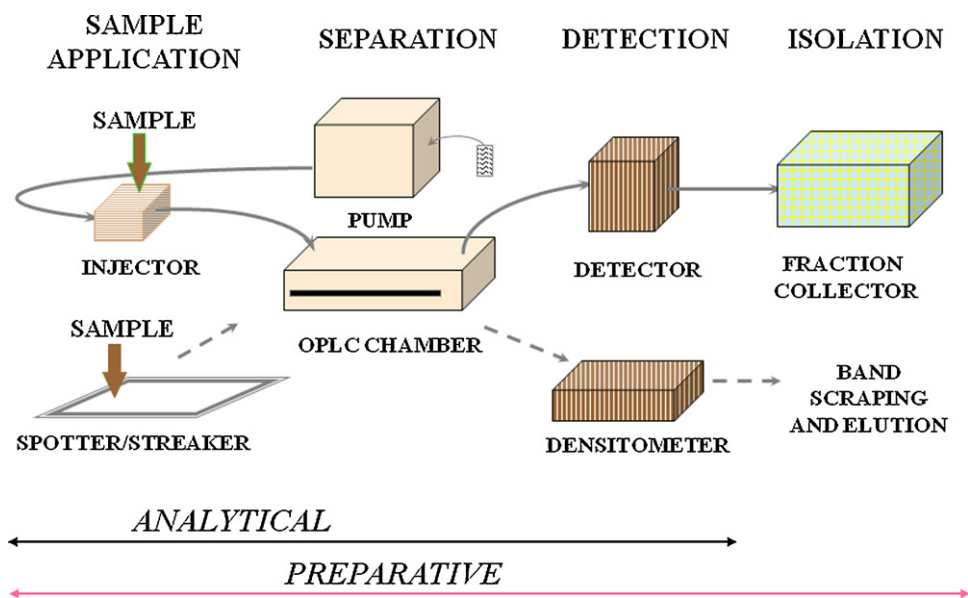 SAMPLE
APPLICATION
SEPARATION
DETECTION
ISOLATION
SAMPLE
PUMP
INJECTOR
DETECTOR
FRACTION
COLLECTOR
SAMPLE
OPLC CHAMBER
SPOTTER/STREAKER
DENSITOMETER
BAND
SCRAPING
AND ELUTION
ANALYTICAL
PREPARATIVE